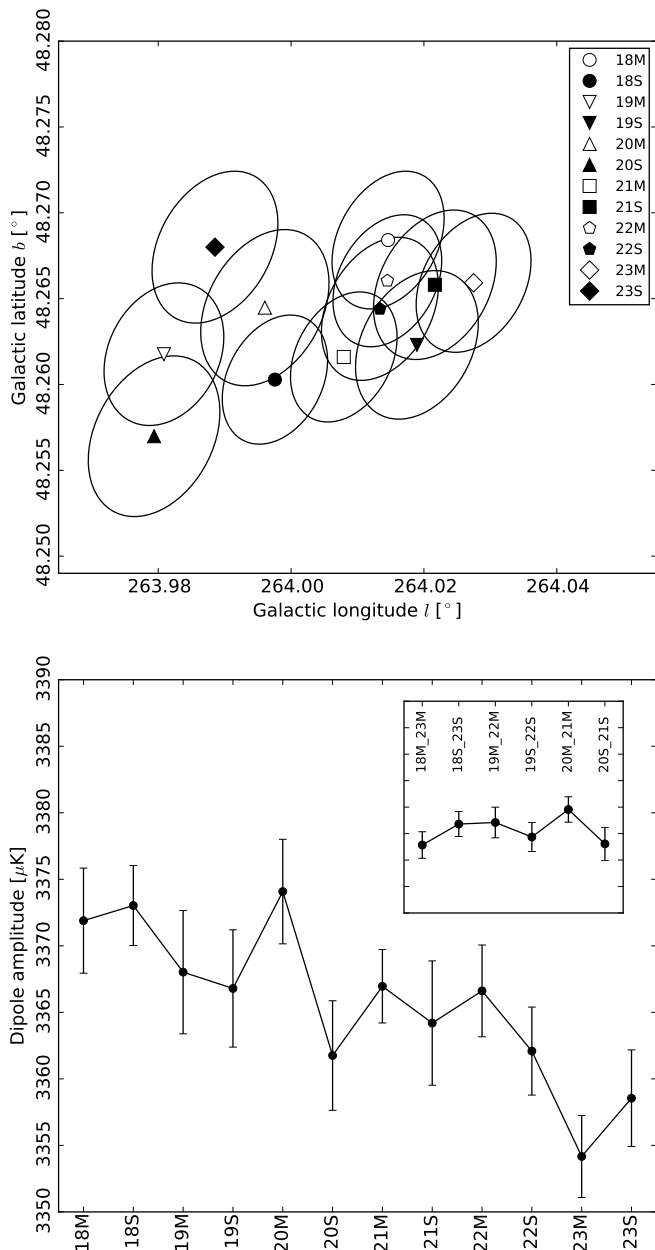 48.280
48.275
48.270
48.265
48.260
48.255
48.250
Galactic latitude b [°]
18M
18S
19M
19S
20M
20S
21M
21S
22M
22S
23M
23S
263.98 264.00 264.02 264.04
Galactic longitude l [°]
3390
3385
3380
3375
3370
3365
3360
3355
3350
Dipole amplitude [μK]
18M_23M
18S_23S
19M_22M
19S_22S
20M_21M
20S_21S
18M 18S 19M 19S 20M 20S 21M 21S 22M 22S 23M 23S